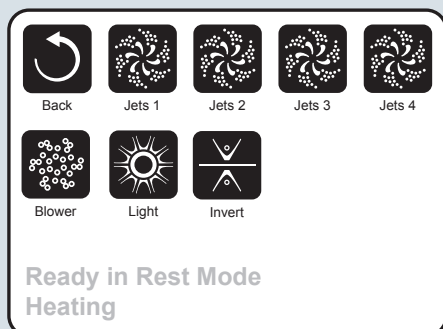 Back Jets 1 Jets 2 Jets 3 Jets 4
Blower Light Invert
Ready in Rest Mode
Heating